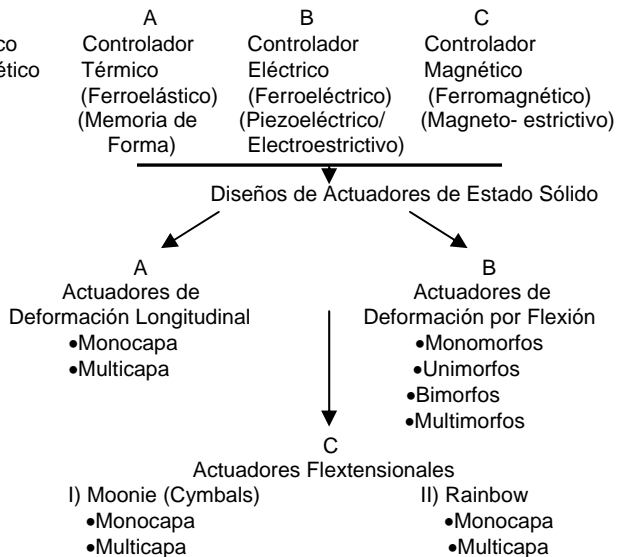 A B C
co Controlador Controlador Controlador
ético Térmico Eléctrico Magnético
(Ferroelástico) (Ferroeléctrico) (Ferromagnético)
(Memoria de (Piezoeléctrico/ (Magneto- estrictivo)
Forma) Electroestrictivo)
Diseños de Actuadores de Estado Sólido
A B
Actuadores de Actuadores de
Deformación Longitudinal Deformación por Flexión
•Monocapa •Monomorfos
•Multicapa •Unimorfos
•Bimorfos
•Multimorfos
C
Actuadores Flextensionales
I) Moonie (Cymbals) II) Rainbow
•Monocapa •Monocapa
•Multicapa •Multicapa